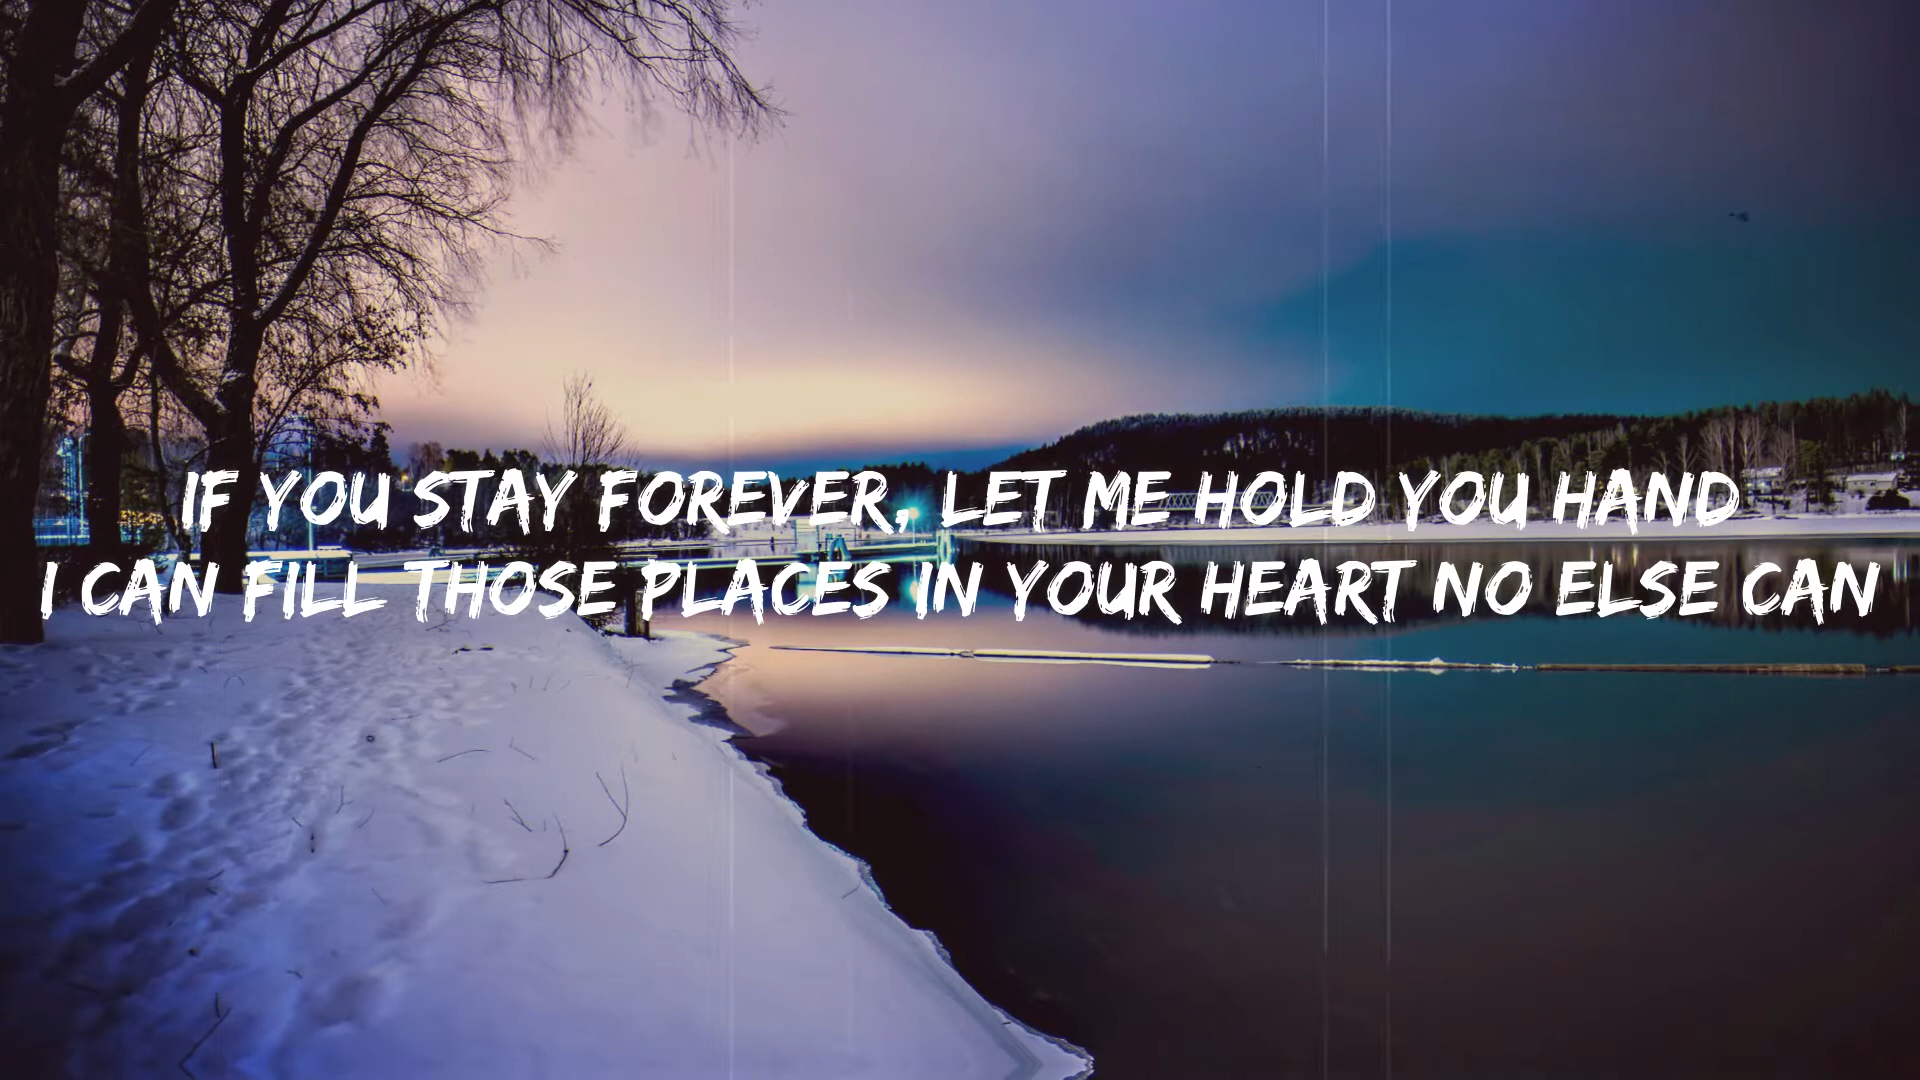 IF YOU STAY FOREVER, LET ME HOLD YOU HAND
I CAN FILL THOSE PLACES IN YOUR HEART NO ELSE CAN